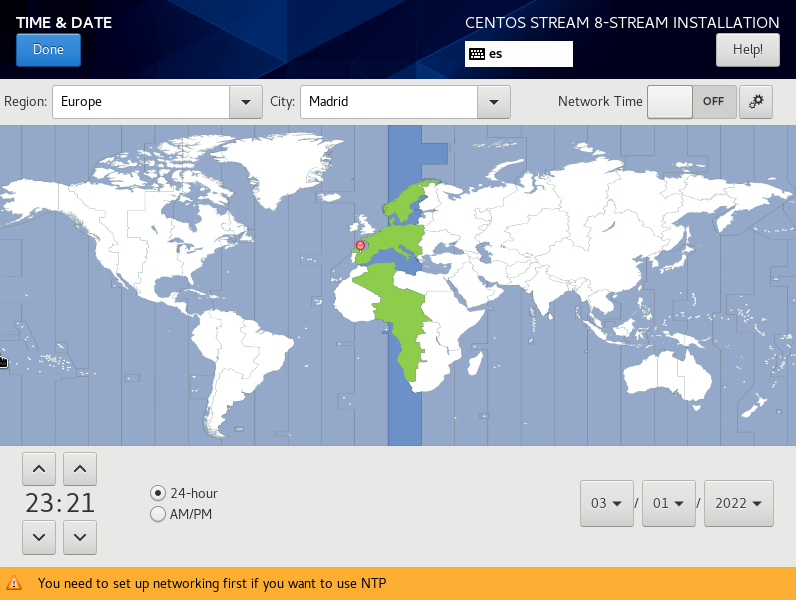 TIME & DATE
CENTOS STREAM 8-STREAM INSTALLATION
Done
es
Help!
Region: Europe City: Madrid Network Time OFF
23:21
24-hour
AM/PM
03 / 01 / 2022
You need to set up networking first if you want to use NTP